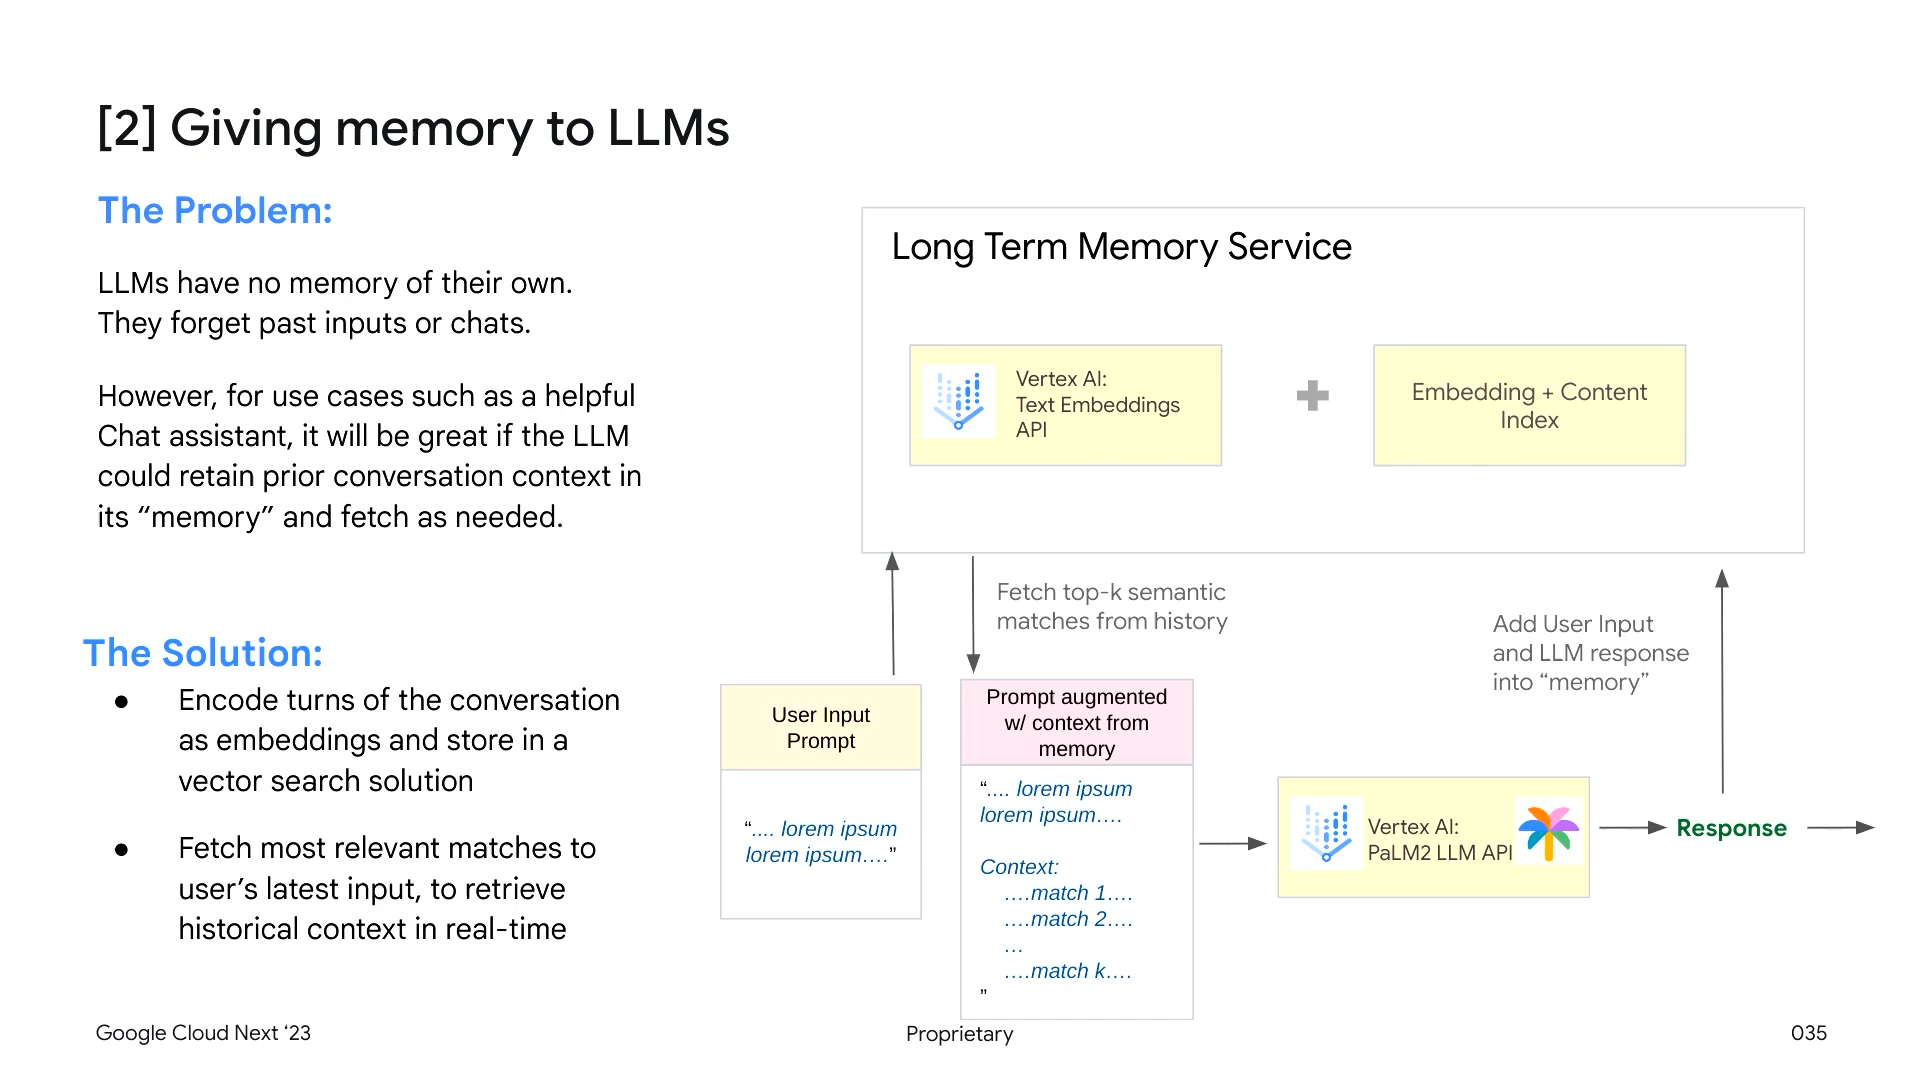 [2] Giving memory to LLMs
The Problem:
LLMs have no memory of their own.
They forget past inputs or chats.
However, for use cases such as a helpful
Chat assistant, it will be great if the LLM
could retain prior conversation context in
its “memory” and fetch as needed.
The Solution:
● Encode turns of the conversation
as embeddings and store in a
vector search solution
● Fetch most relevant matches to
user’s latest input, to retrieve
historical context in real-time
Long Term Memory Service
Vertex AI:
Text Embeddings
API
Embedding + Content
Index
Fetch top-k semantic
matches from history
Add User Input
and LLM response
into “memory”
User Input
Prompt
“.... lorem ipsum
lorem ipsum....”
Prompt augmented
w/ context from
memory
“.... lorem ipsum
lorem ipsum....
Context:
....match 1....
....match 2....
...
....match k....
”
Vertex AI:
PaLM2 LLM API
Response
Google Cloud Next ‘23
Proprietary
035